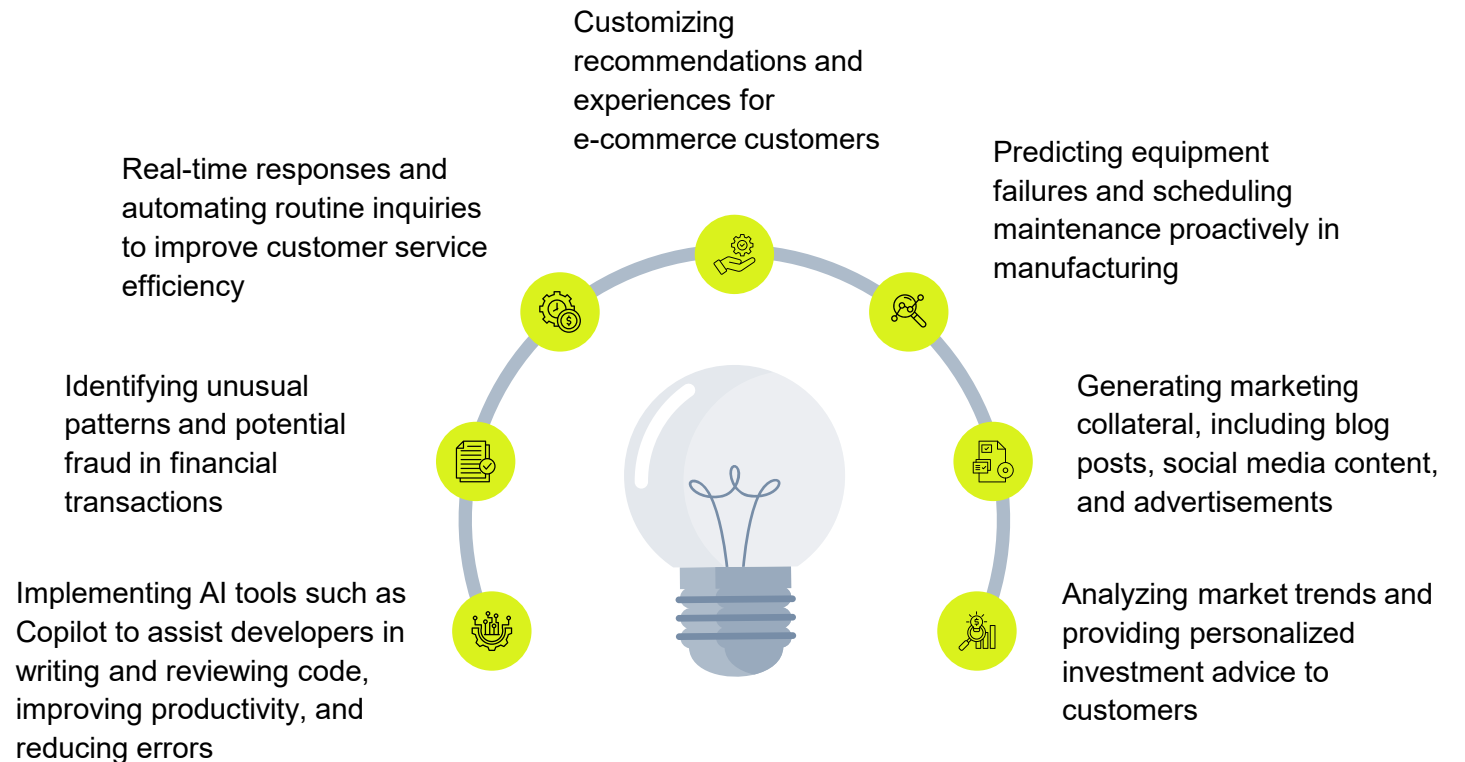 Customizing
recommendations and
experiences for
e-commerce customers
Real-time responses and
automating routine inquiries
to improve customer service
efficiency
Predicting equipment
failures and scheduling
maintenance proactively in
manufacturing
Identifying unusual
patterns and potential
fraud in financial
transactions
Generating marketing
collateral, including blog
posts, social media content,
and advertisements
Implementing AI tools such as
Copilot to assist developers in
writing and reviewing code,
improving productivity, and
reducing errors
Analyzing market trends and
providing personalized
investment advice to
customers